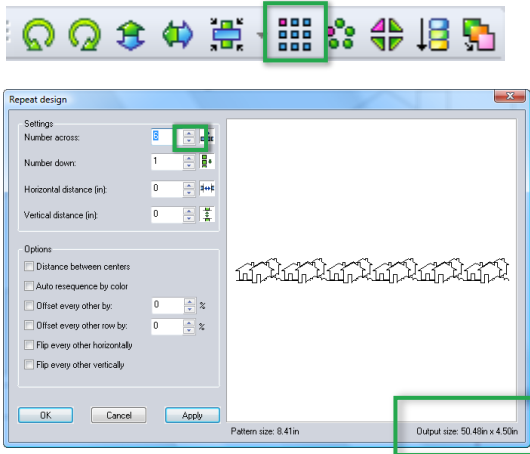 Repeat design
Settings
Number across: 6
Number down: 1
Horizontal distance (in): 0
Vertical distance (in): 0
Options
Distance between centers
Auto resequence by color
Offset every other by: 0 %
Offset every other row by: 0 %
Flip every other horizontally
Flip every other vertically
OK Cancel Apply
Pattern size: 8.41in Output size: 50.48in x 4.50in